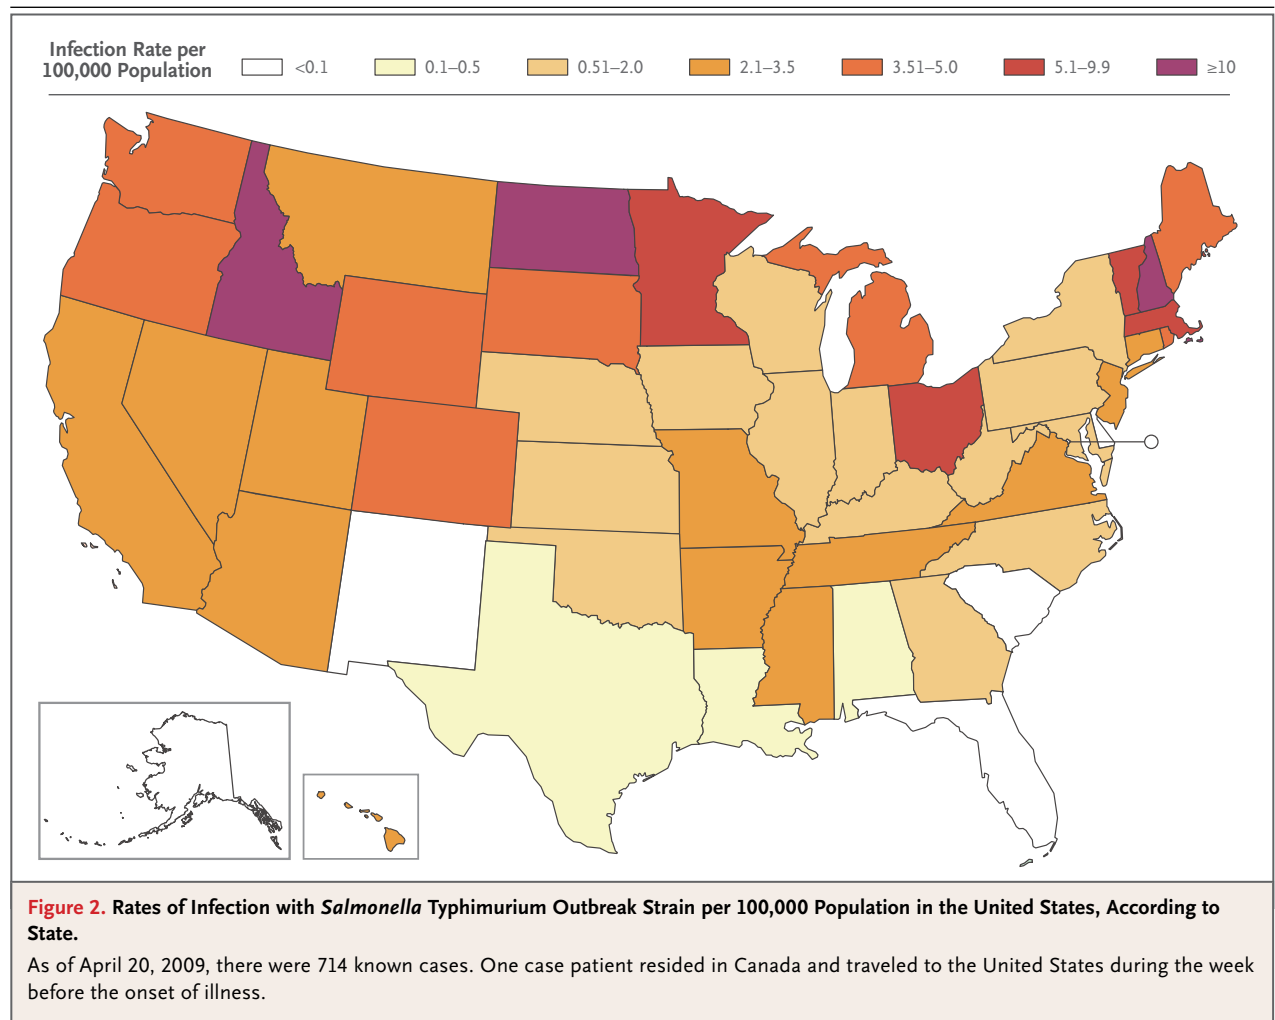 Infection Rate per
100,000 Population
<0.1
0.1–0.5
0.51–2.0
2.1–3.5
3.51–5.0
5.1–9.9
≥10
Figure 2. Rates of Infection with Salmonella Typhimurium Outbreak Strain per 100,000 Population in the United States, According to
State.
As of April 20, 2009, there were 714 known cases. One case patient resided in Canada and traveled to the United States during the week
before the onset of illness.